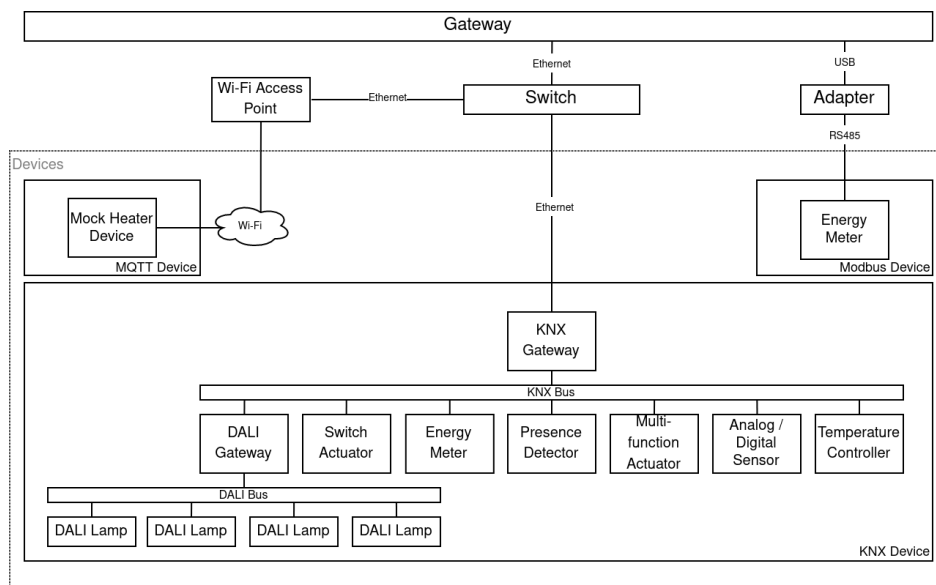 Gateway
Ethernet
USB
Wi-Fi Access
Point
Ethernet
Switch
Adapter
RS485
Devices
Mock Heater
Device
MQTT Device
Wi-Fi
Ethernet
Energy
Meter
Modbus Device
KNX
Gateway
KNX Bus
DALI
Gateway
Switch
Actuator
Energy
Meter
Presence
Detector
Multi-
function
Actuator
Analog /
Digital
Sensor
Temperature
Controller
DALI Bus
DALI Lamp
DALI Lamp
DALI Lamp
DALI Lamp
KNX Device